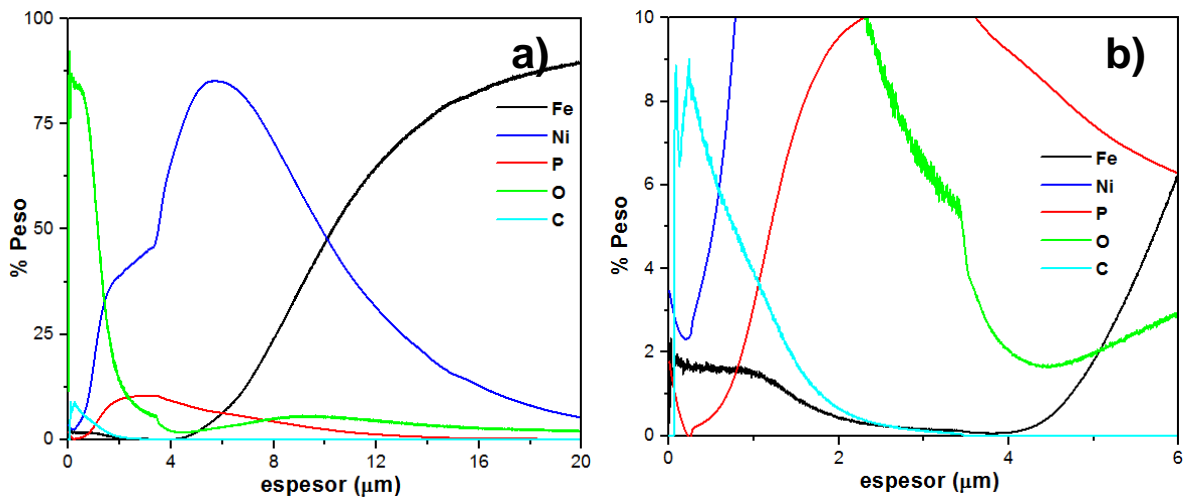 a)
100
75
50
25
0
% Peso
Fe
Ni
P
O
C
0 4 8 12 16 20
espesor (μm)
b)
10
8
6
4
2
0
% Peso
Fe
Ni
P
O
C
0 2 4 6
espesor (μm)